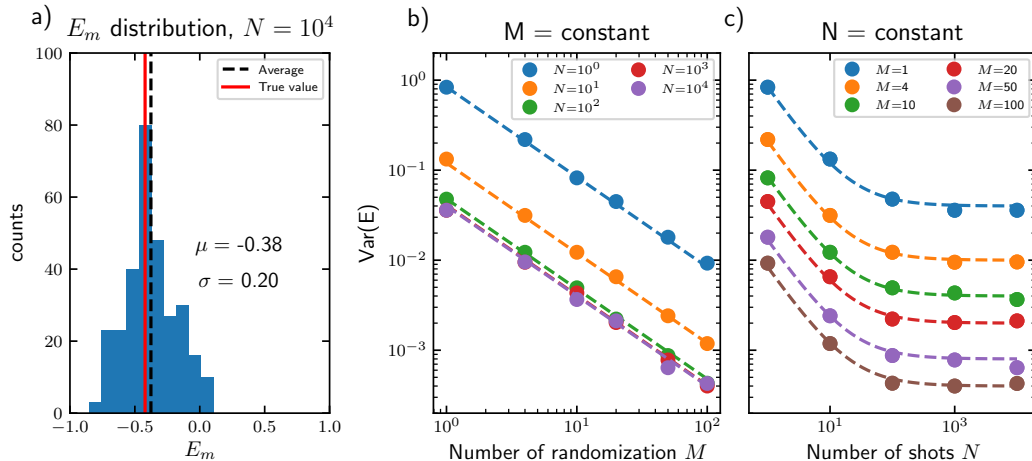 a)
E_m distribution, N = 10^4
counts
100
80
60
40
20
0
-1.0
-0.5
0.0
0.5
1.0
E_m
Average
True value
μ = -0.38
σ = 0.20
b)
M = constant
Var(E)
10^0
10^-1
10^-2
10^-3
10^0
10^1
10^2
Number of randomization M
N=10^0
N=10^1
N=10^2
N=10^3
N=10^4
c)
N = constant
M=1
M=4
M=10
M=20
M=50
M=100
10^1
10^3
Number of shots N